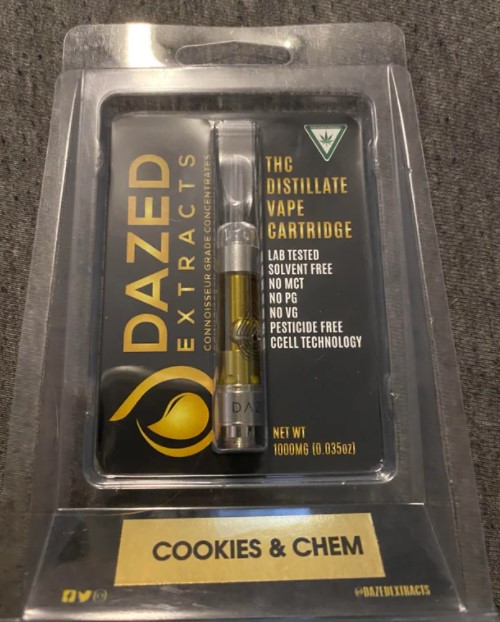 DAZED
EXTRACTS
CONNOISSEUR GRADE CONCENTRATES
THC
DISTILLATE
VAPE
CARTRIDGE
LAB TESTED
SOLVENT FREE
NO MCT
NO PG
NO VG
PESTICIDE FREE
CCELL TECHNOLOGY
DAZ
NET WT
1000MG (0.035oz)
COOKIES & CHEM
@DAZEDEXTRACTS